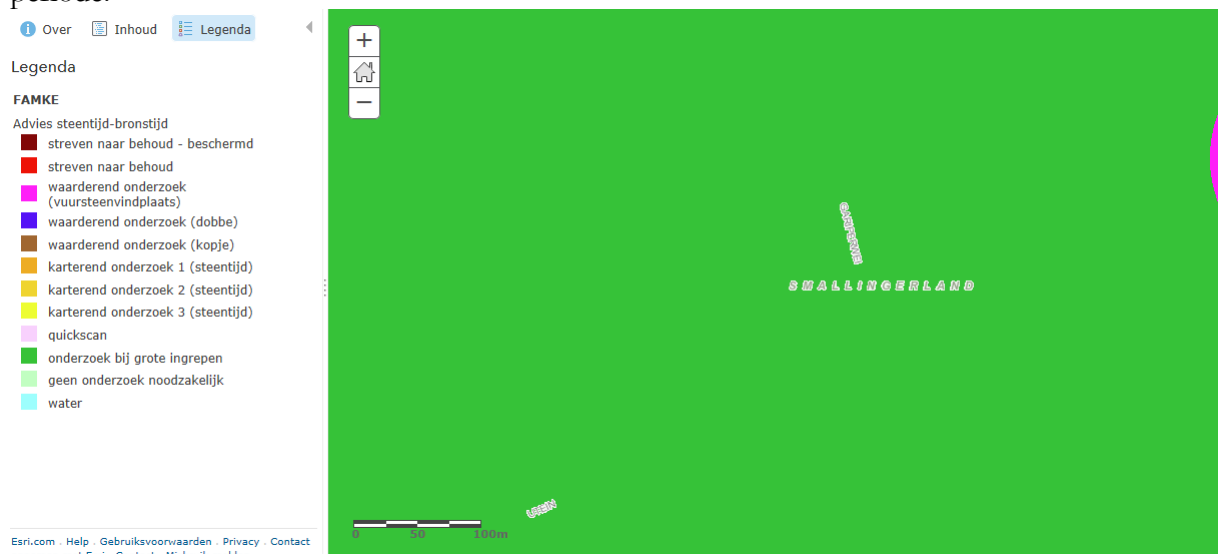 periode.
Over Inhoud Legenda
Legenda
FAMKE
Advies steentijd-bronstijd
streven naar behoud - beschermd
streven naar behoud
waarderend onderzoek
(vuursteenvindplaats)
waarderend onderzoek (dobbe)
waarderend onderzoek (kopje)
karterend onderzoek 1 (steentijd)
karterend onderzoek 2 (steentijd)
karterend onderzoek 3 (steentijd)
quickscan
onderzoek bij grote ingrepen
geen onderzoek noodzakelijk
water
Esri.com . Help . Gebruiksvoorwaarden . Privacy . Contact
GARIPERWEI
SMALLINGERLAND
0 50 100m